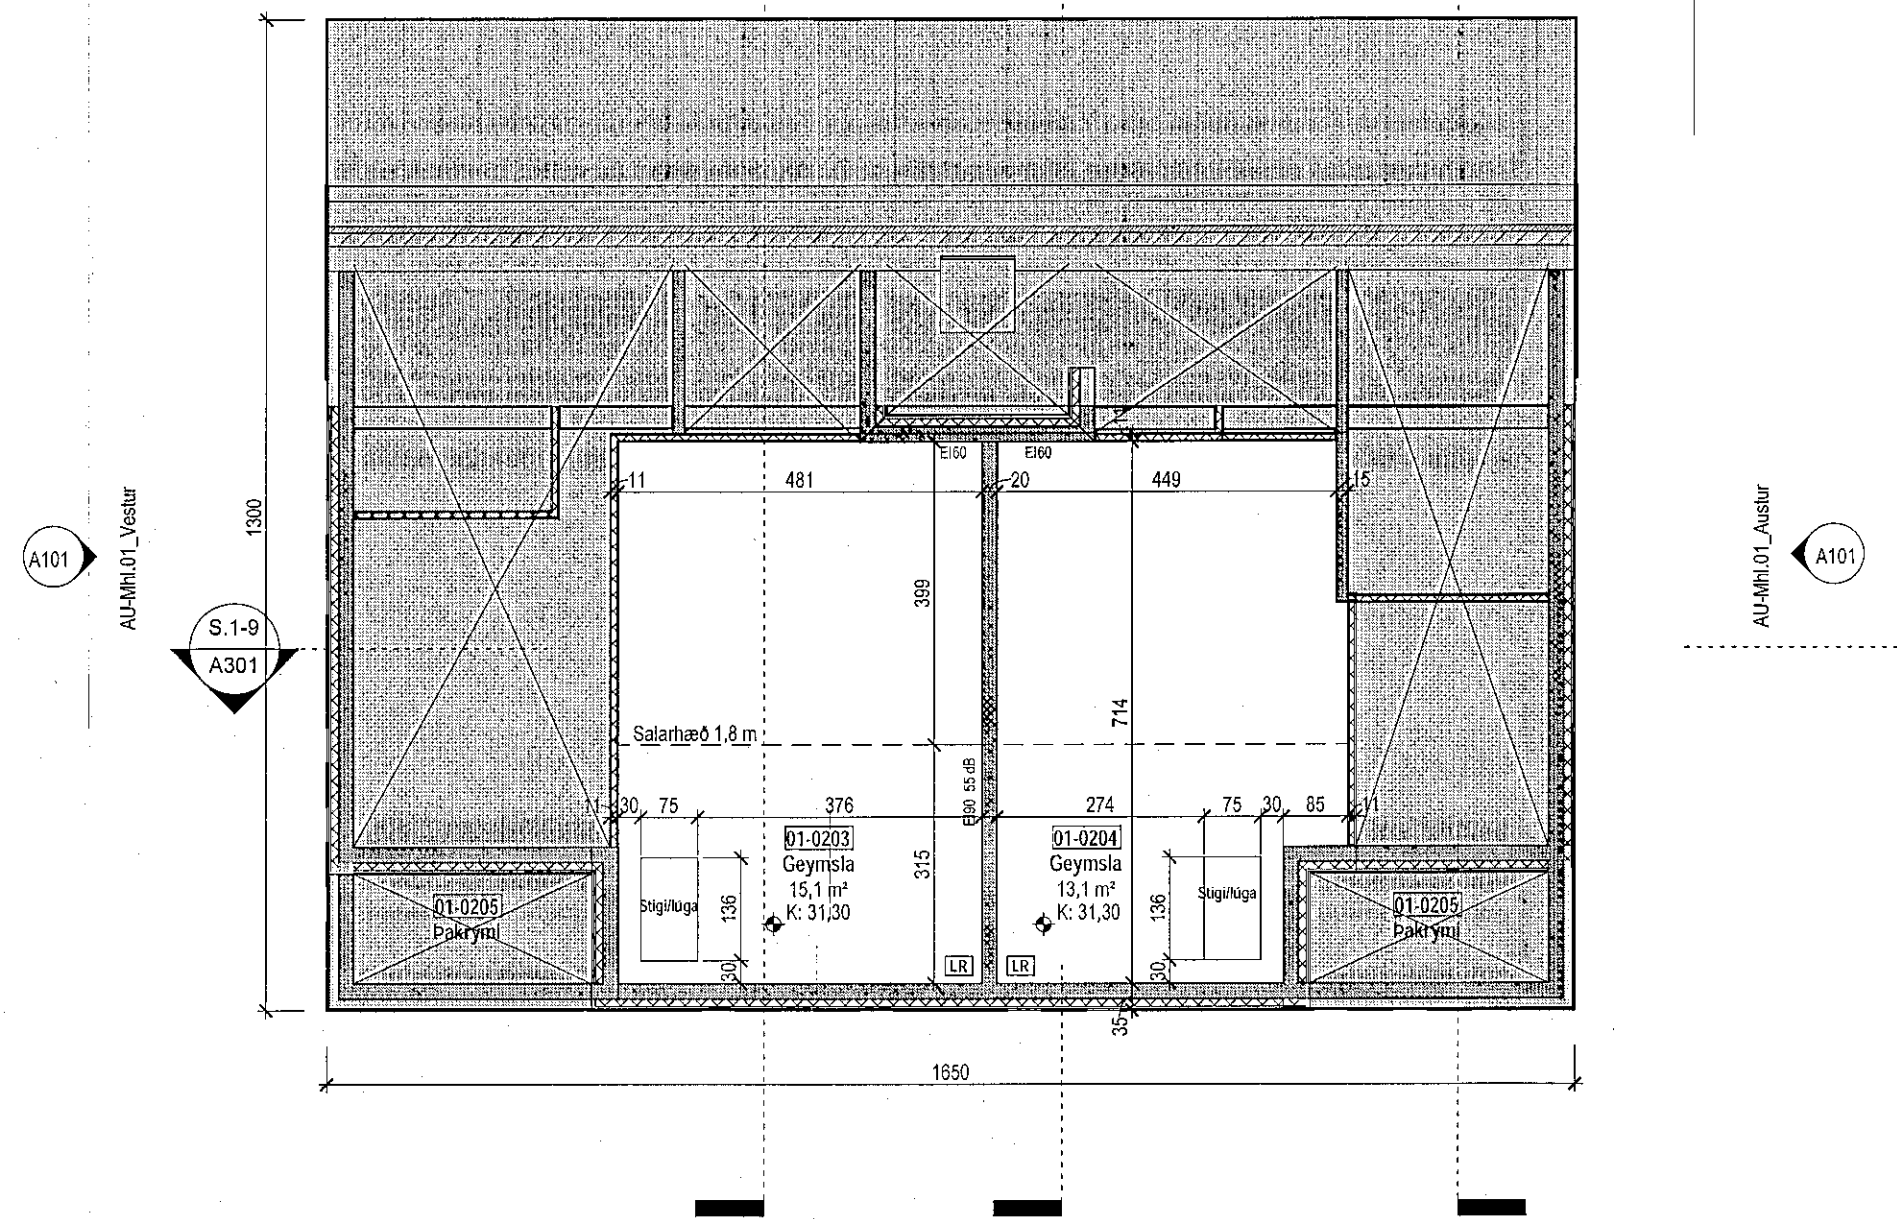 EI60
EI60
11
481
20
449
15
1300
A101
AU-Mhl.01_Vestur
AU-Mhl.01_Austur
A101
S.1-9
A301
399
714
Salarhæð 1,8 m
EI90 55 dB
11
30
75
376
274
75
30
85
11
01-0203
Geymsla
15,1 m²
K: 31,30
01-0204
Geymsla
13,1 m²
K: 31,30
315
Stigi/lúga
136
30
136
30
Stigi/lúga
01-0205
Þakrými
01-0205
Þakrými
LR
LR
35
1650